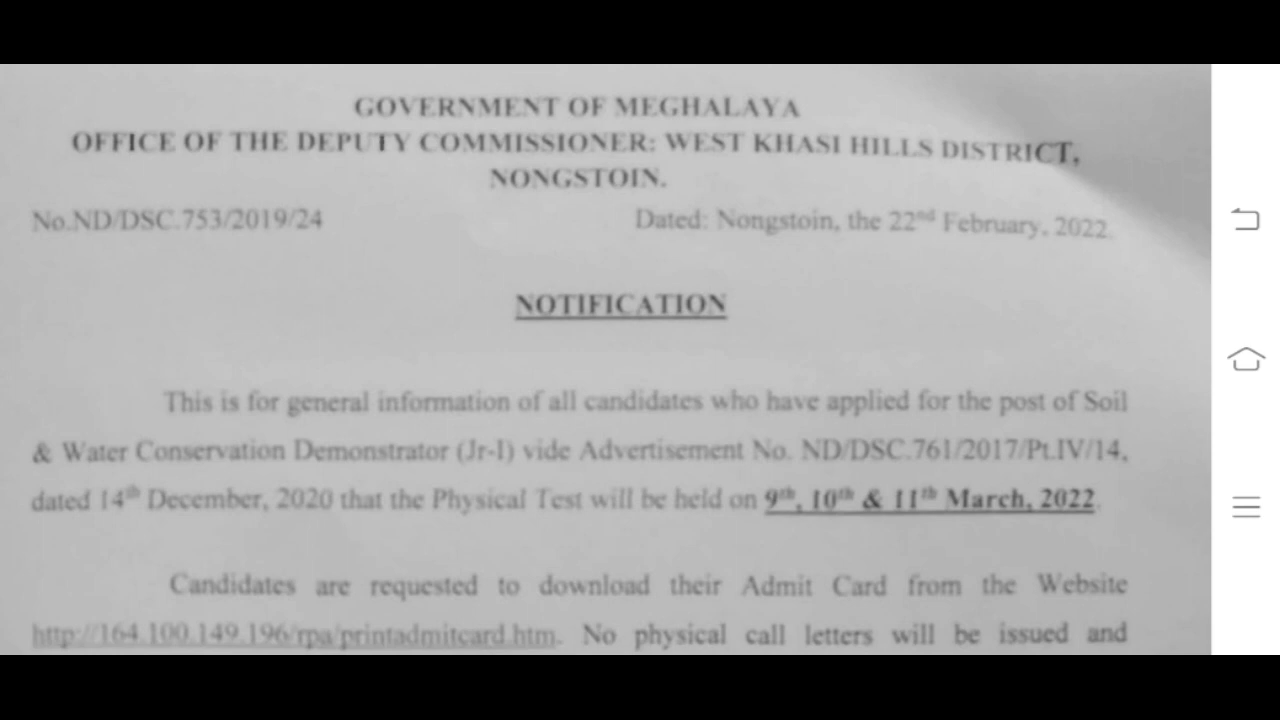 GOVERNMENT OF MEGHALAYA
OFFICE OF THE DEPUTY COMMISSIONER: WEST KHASI HILLS DISTRICT,
NONGSTOIN.
No.ND/DSC.753/2019/24 Dated: Nongstoin, the 22nd February, 2022.
NOTIFICATION
This is for general information of all candidates who have applied for the post of Soil
& Water Conservation Demonstrator (Jr-I) vide Advertisement No. ND/DSC.761/2017/Pt.IV/14,
dated 14th December, 2020 that the Physical Test will be held on 9th, 10th & 11th March, 2022.
Candidates are requested to download their Admit Card from the Website
http://164.100.149.196/rpa/printadmitcard.htm. No physical call letters will be issued and